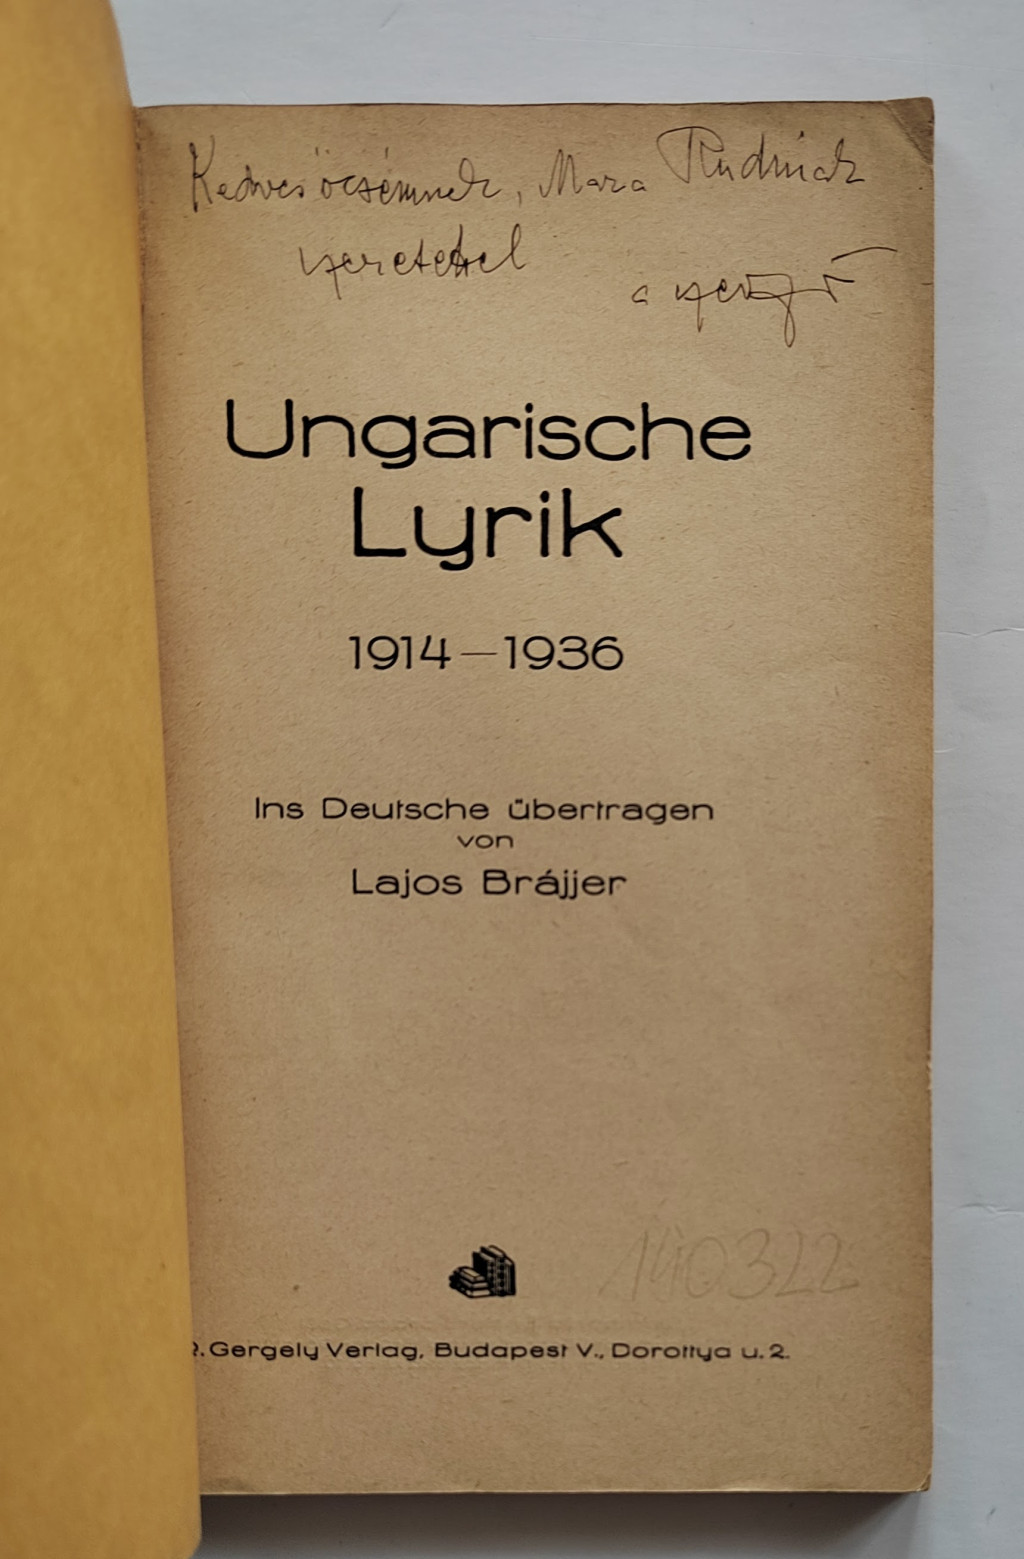 Kedves öcsémnek, Mara Rudniak
szeretettel
a szerző
Ungarische
Lyrik
1914—1936
Ins Deutsche übertragen
von
Lajos Brájjer
140322
R. Gergely Verlag, Budapest V., Dorottya u. 2.